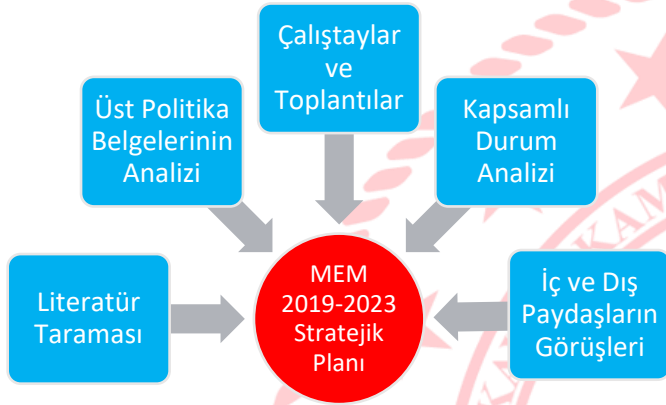 Çalıştaylar
ve
Toplantılar
Üst Politika
Belgelerinin
Analizi
Kapsamlı
Durum
Analizi
Literatür
Taraması
MEM
2019-2023
Stratejik
Planı
İç ve Dış
Paydaşların
Görüşleri